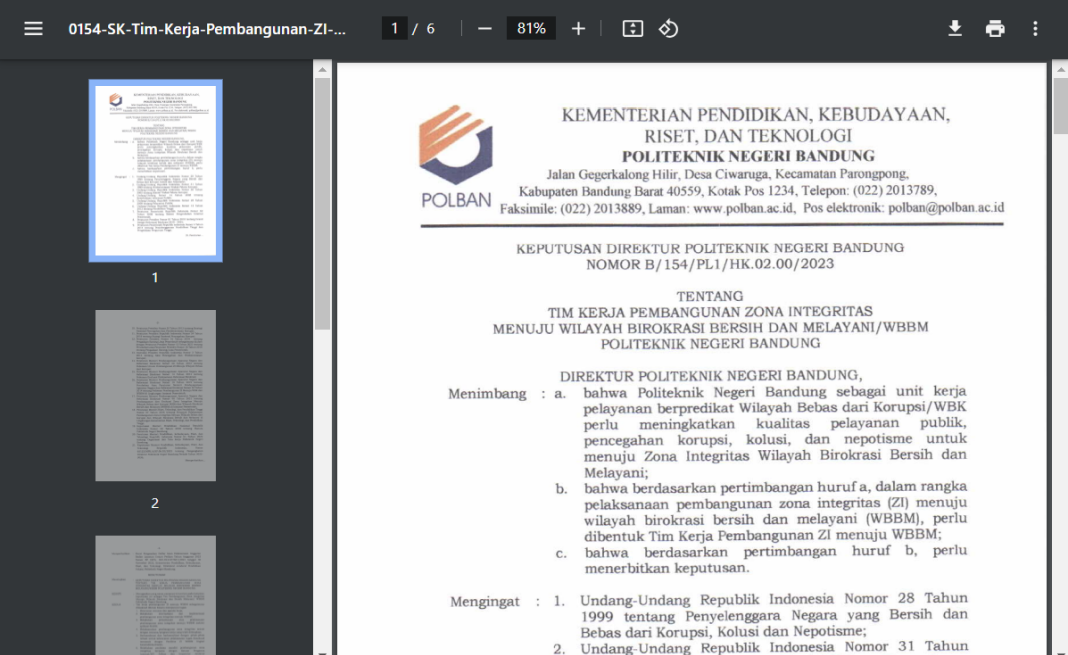 0154-SK-Tim-Kerja-Pembangunan-ZI-...
1 / 6
81%
1
2
POLBAN
KEMENTERIAN PENDIDIKAN, KEBUDAYAAN,
RISET, DAN TEKNOLOGI
POLITEKNIK NEGERI BANDUNG
Jalan Gegerkalong Hilir, Desa Ciwaruga, Kecamatan Parongpong,
Kabupaten Bandung Barat 40559, Kotak Pos 1234, Telepon: (022) 2013789,
Faksimile: (022) 2013889, Laman: www.polban.ac.id, Pos elektronik: polban@polban.ac.id
KEPUTUSAN DIREKTUR POLITEKNIK NEGERI BANDUNG
NOMOR B/154/PL1/HK.02.00/2023
TENTANG
TIM KERJA PEMBANGUNAN ZONA INTEGRITAS
MENUJU WILAYAH BIROKRASI BERSIH DAN MELAYANI/WBBM
POLITEKNIK NEGERI BANDUNG
DIREKTUR POLITEKNIK NEGERI BANDUNG,
Menimbang : a. bahwa Politeknik Negeri Bandung sebagai unit kerja
pelayanan berpredikat Wilayah Bebas dari Korupsi/WBK
perlu meningkatkan kualitas pelayanan publik,
pencegahan korupsi, kolusi, dan nepotisme untuk
menuju Zona Integritas Wilayah Birokrasi Bersih dan
Melayani;
b. bahwa berdasarkan pertimbangan huruf a, dalam rangka
pelaksanaan pembangunan zona integritas (ZI) menuju
wilayah birokrasi bersih dan melayani (WBBM), perlu
dibentuk Tim Kerja Pembangunan ZI menuju WBBM;
c. bahwa berdasarkan pertimbangan huruf b, perlu
menerbitkan keputusan.
Mengingat : 1. Undang-Undang Republik Indonesia Nomor 28 Tahun
1999 tentang Penyelenggara Negara yang Bersih dan
Bebas dari Korupsi, Kolusi dan Nepotisme;
2. Undang-Undang Republik Indonesia Nomor 31 Tahun